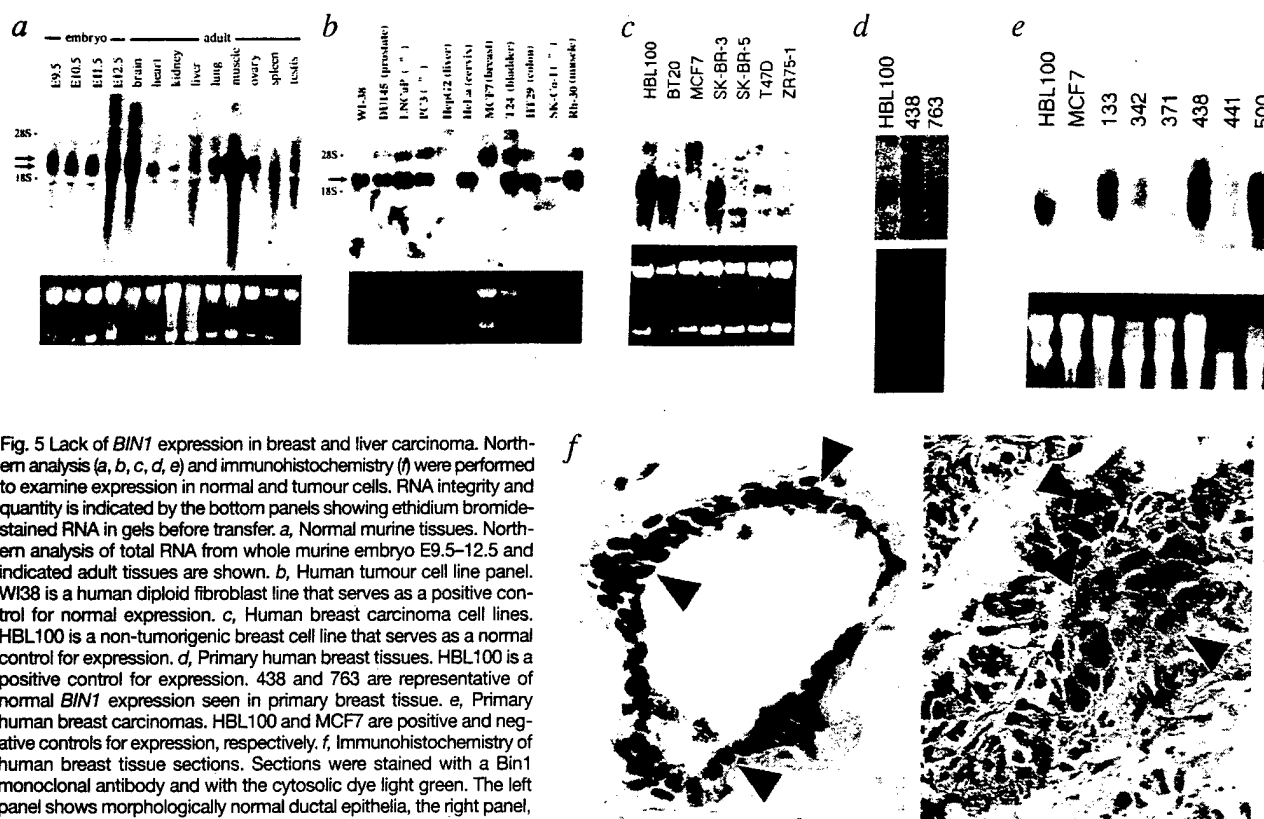 a
b
c
d
e
embryo
adult
E9.5
E10.5
E11.5
E12.5
brain
heart
kidney
liver
lung
muscle
ovary
spleen
testis
28S
18S
WI-38
DU145 (prostate)
LNCaP ( " )
PC3 ( " )
HepG2 (liver)
HeLa (cervix)
MCF7 (breast)
T24 (bladder)
HT29 (colon)
Rh-30 (muscle)
28S
18S
HBL100
BT20
MCF7
SK-BR-3
SK-BR-5
T47D
ZR75-1
HBL100
438
763
HBL100
MCF7
133
342
371
438
441
Fig. 5 Lack of BIN1 expression in breast and liver carcinoma. North-
ern analysis (a, b, c, d, e) and immunohistochemistry (f) were performed
to examine expression in normal and tumour cells. RNA integrity and
quantity is indicated by the bottom panels showing ethidium bromide-
stained RNA in gels before transfer. a, Normal murine tissues. North-
ern analysis of total RNA from whole murine embryo E9.5–12.5 and
indicated adult tissues are shown. b, Human tumour cell line panel.
WI38 is a human diploid fibroblast line that serves as a positive con-
trol for normal expression. c, Human breast carcinoma cell lines.
HBL100 is a non-tumorigenic breast cell line that serves as a normal
control for expression. d, Primary human breast tissues. HBL100 is a
positive control for expression. 438 and 763 are representative of
normal BIN1 expression seen in primary breast tissue. e, Primary
human breast carcinomas. HBL100 and MCF7 are positive and neg-
ative controls for expression, respectively. f, Immunohistochemistry of
human breast tissue sections. Sections were stained with a Bin1
monoclonal antibody and with the cytosolic dye light green. The left
panel shows morphologically normal ductal epithelia, the right panel,
f